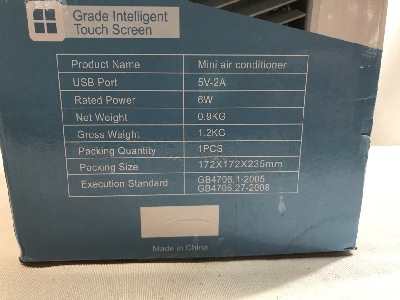 Grade Intelligent
Touch Screen
Product Name Mini air conditioner
USB Port 5V-2A
Rated Power 6W
Net Weight 0.9KG
Gross Weight 1.2KG
Packing Quantity 1PCS
Packing Size 172X172X235mm
Execution Standard GB4706.1-2005
GB4706.27-2008
Made in China